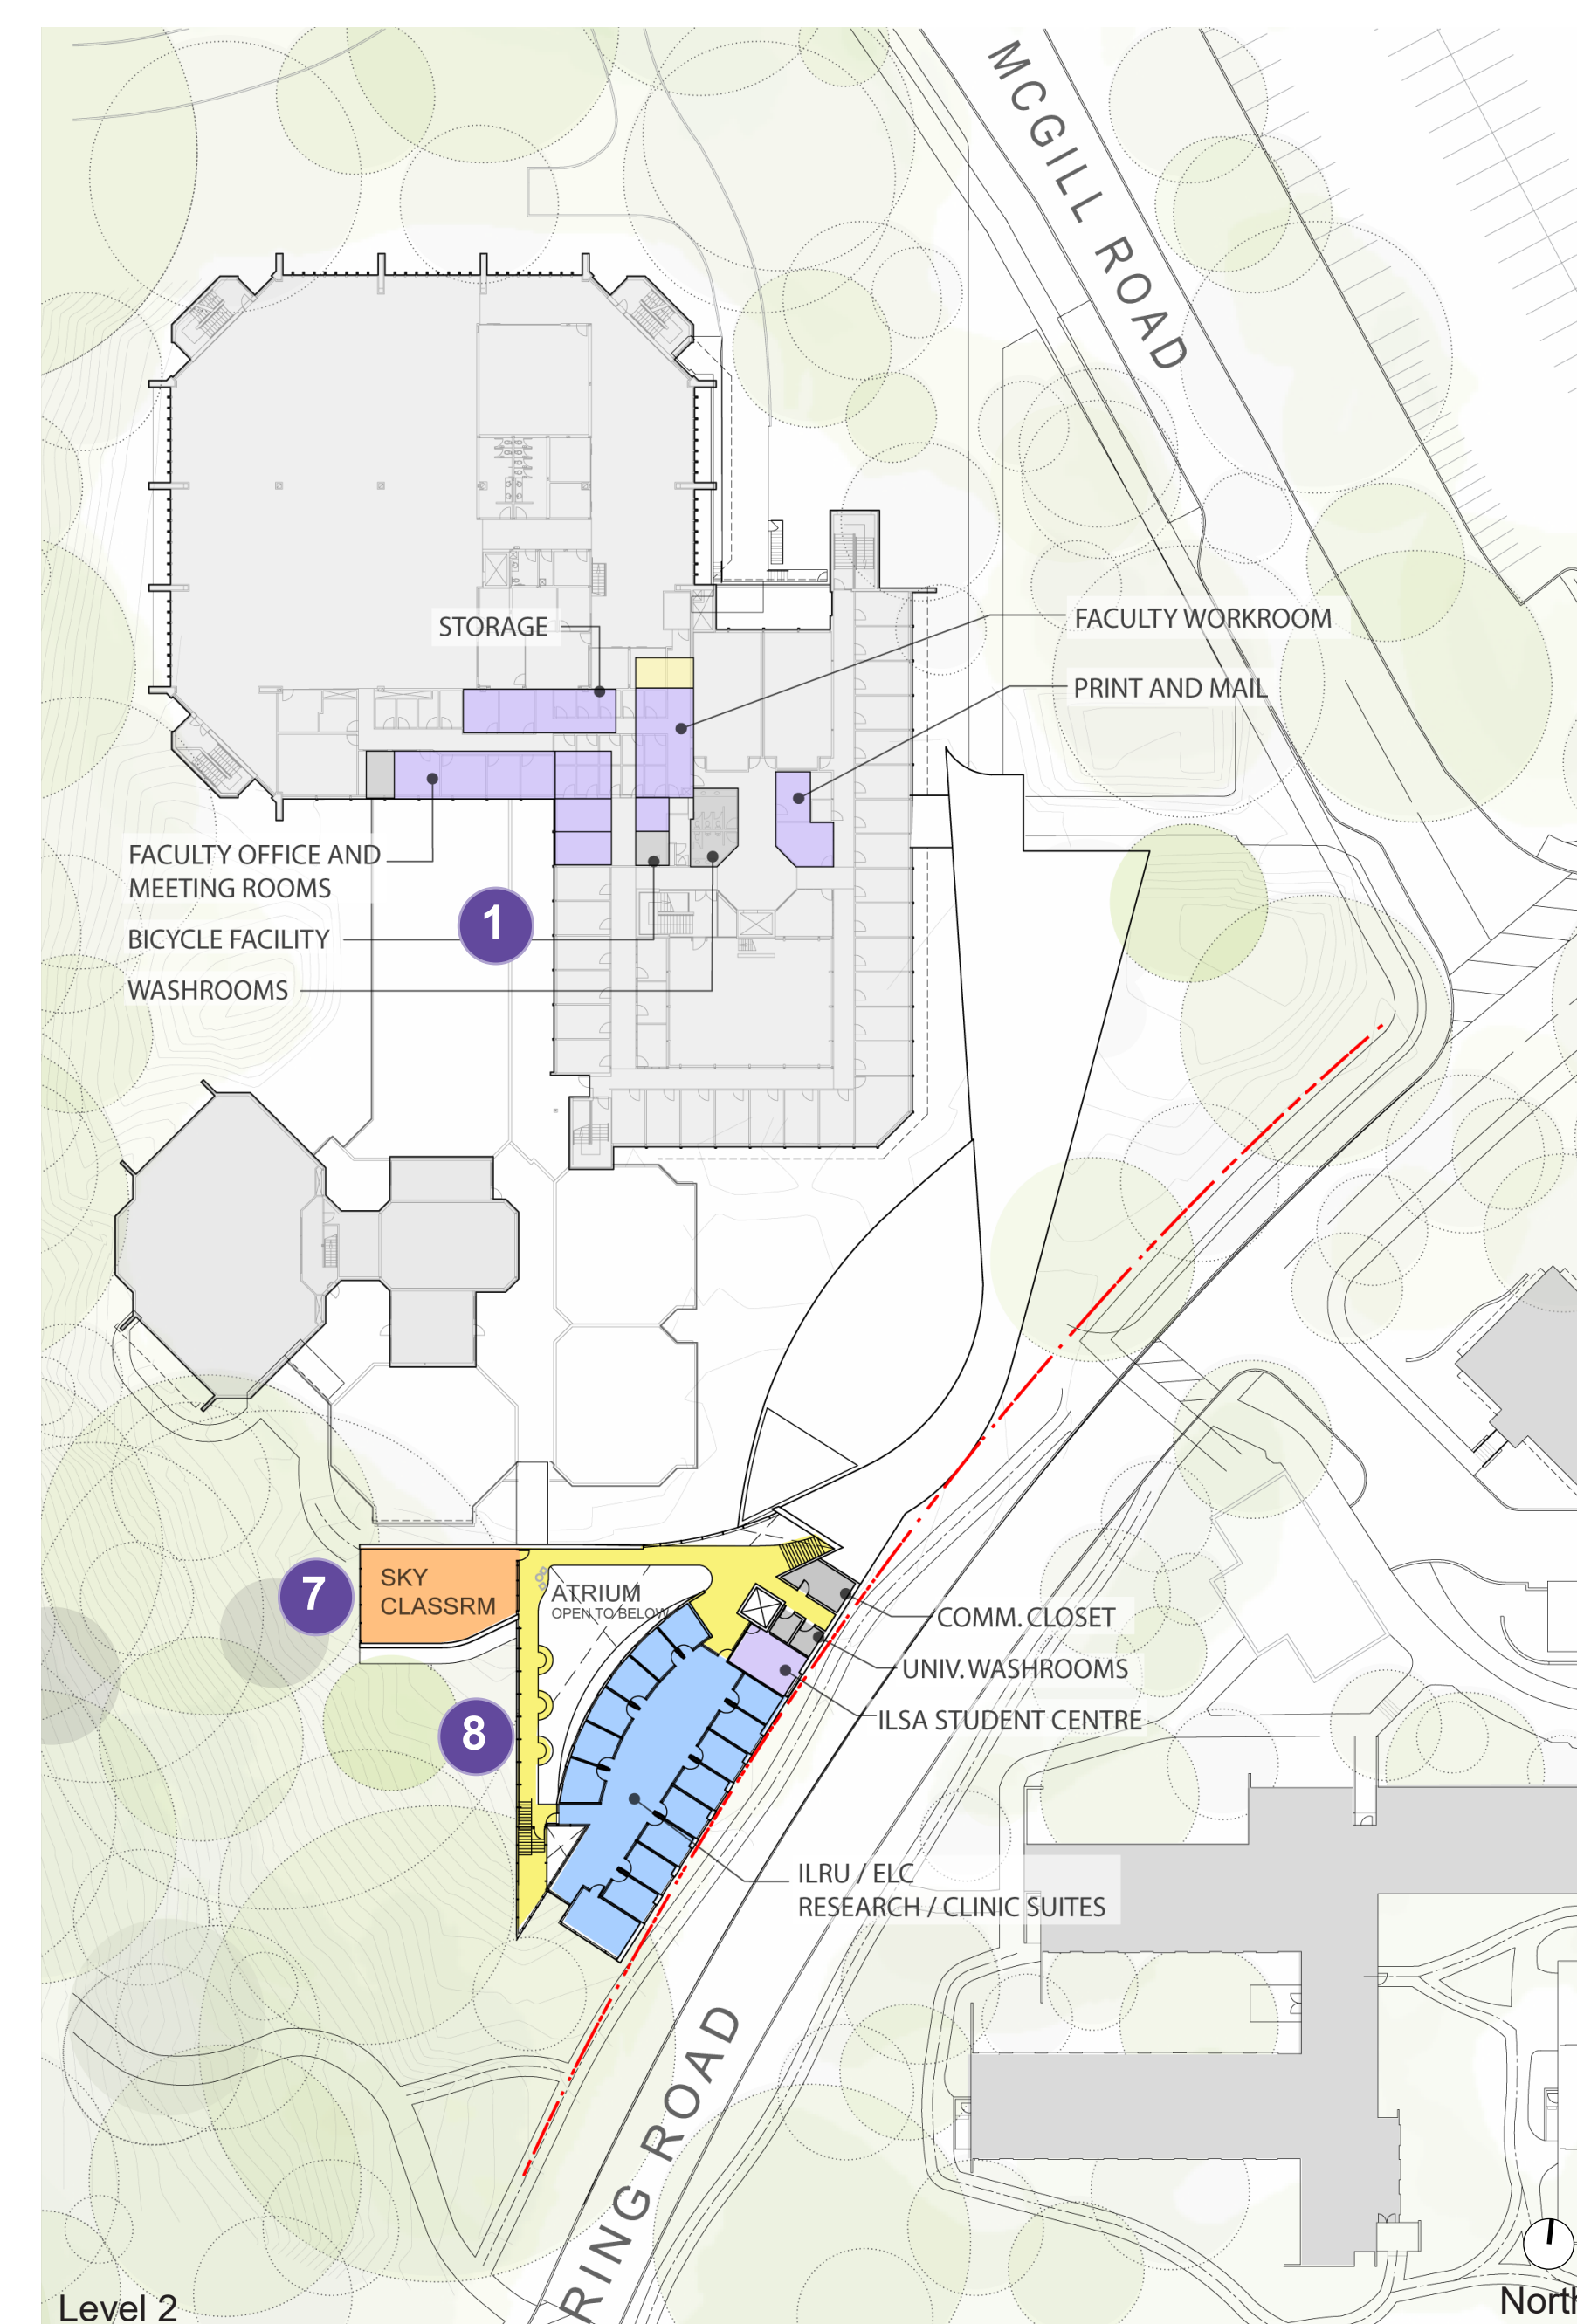 MCGILL ROAD
STORAGE
FACULTY WORKROOM
PRINT AND MAIL
FACULTY OFFICE AND
MEETING ROOMS
1
BICYCLE FACILITY
WASHROOMS
7
SKY
CLASSRM
ATRIUM
OPEN TO BELOW
COMM. CLOSET
UNIV. WASHROOMS
8
ILSA STUDENT CENTRE
ILRU / ELC
RESEARCH / CLINIC SUITES
RING ROAD
Level 2
North